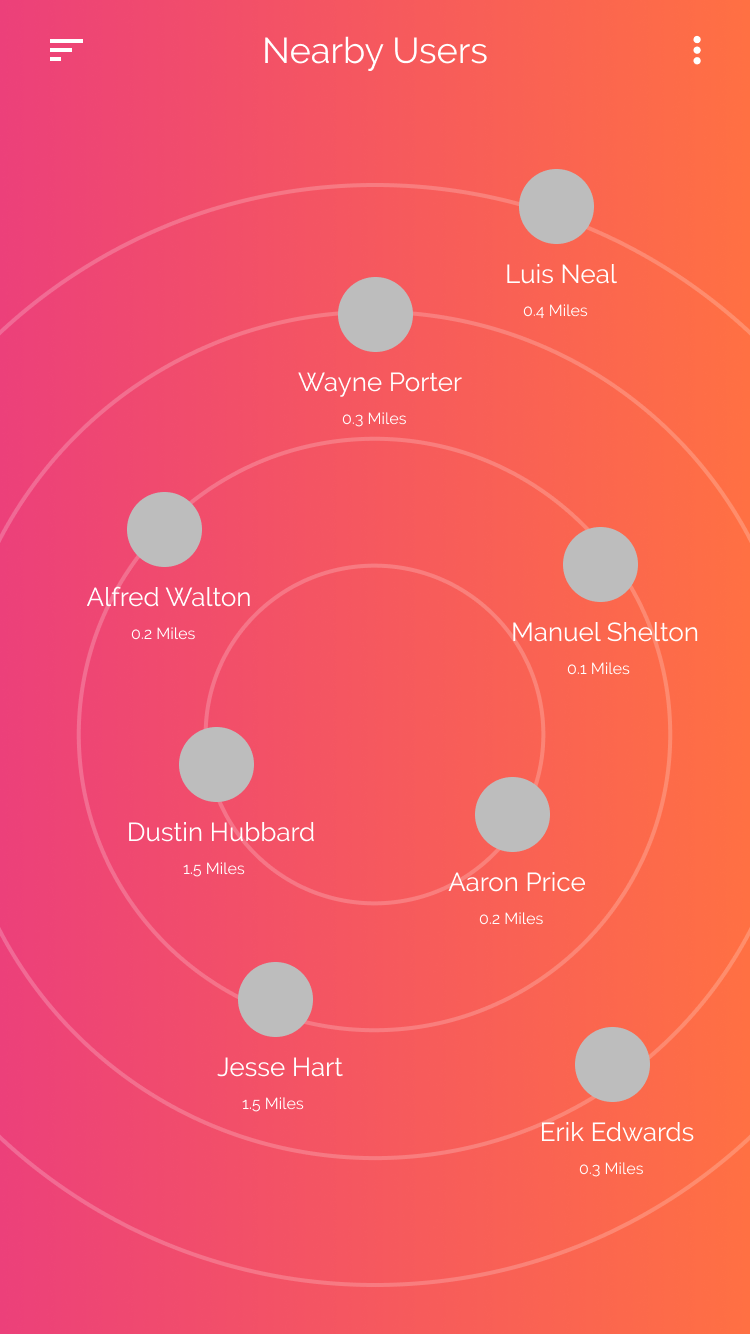 Nearby Users
Luis Neal
0.4 Miles
Wayne Porter
0.3 Miles
Alfred Walton
0.2 Miles
Manuel Shelton
0.1 Miles
Dustin Hubbard
1.5 Miles
Aaron Price
0.2 Miles
Jesse Hart
1.5 Miles
Erik Edwards
0.3 Miles